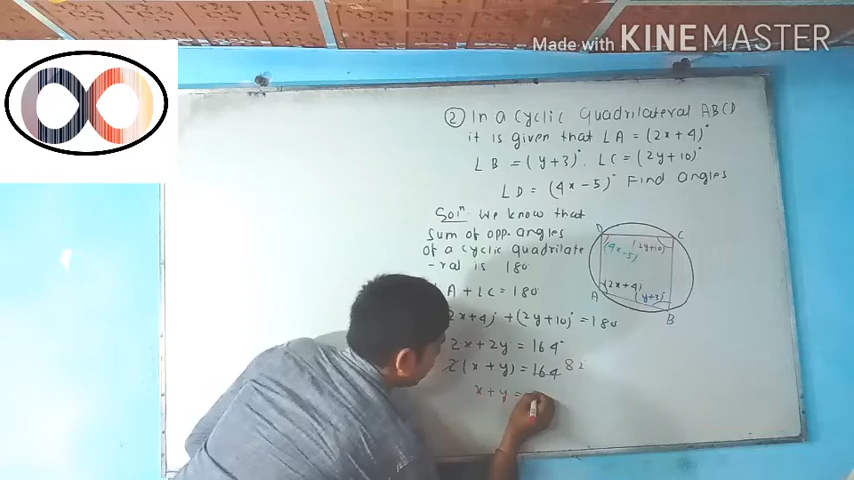 Made with KINEMASTER
② In a cyclic quadrilateral ABCD
it is given that ∠A = (2x+4)°
∠B = (y+3)°. ∠C = (2y+10)°
∠D = (4x-5)° Find angles
Solⁿ We know that
sum of opp. angles
of a cyclic quadrilate
-ral is 180
D
C
(4x-5)
(2y+10)
(2x+4)
(y+3)
A
B
A + ∠C = 180
2x+4)° + (2y+10)° = 180
2x + 2y = 164°
2(x + y) = 164 82
x + y =